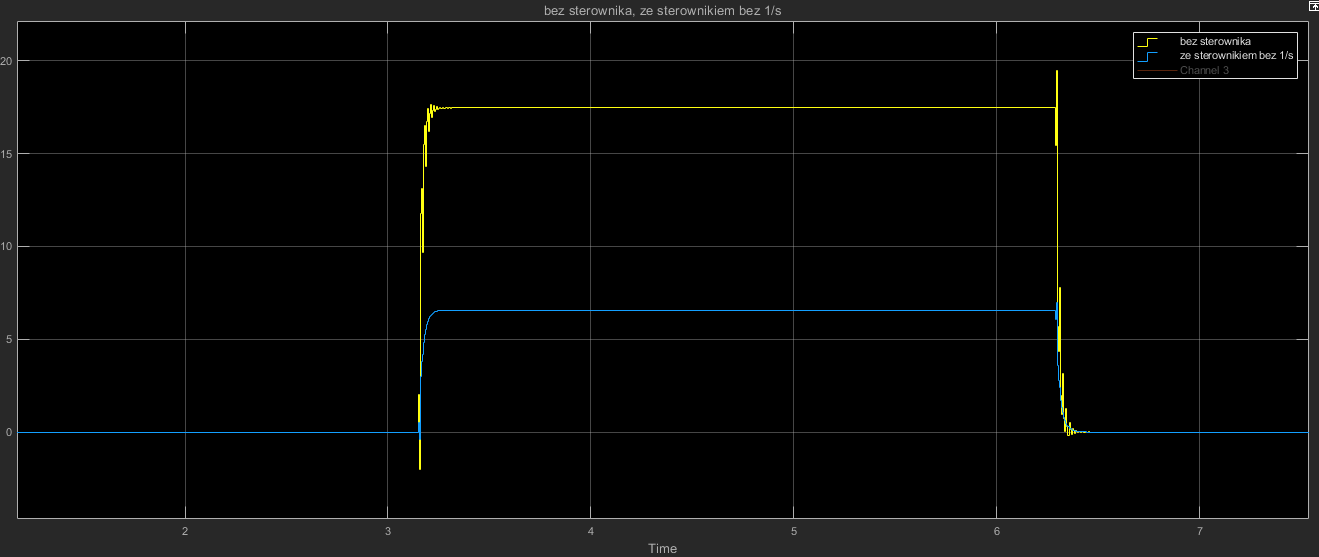 bez sterownika, ze sterownikiem bez 1/s
bez sterownika
ze sterownikiem bez 1/s
Channel 3
20
15
10
5
0
2 3 4 5 6 7
Time